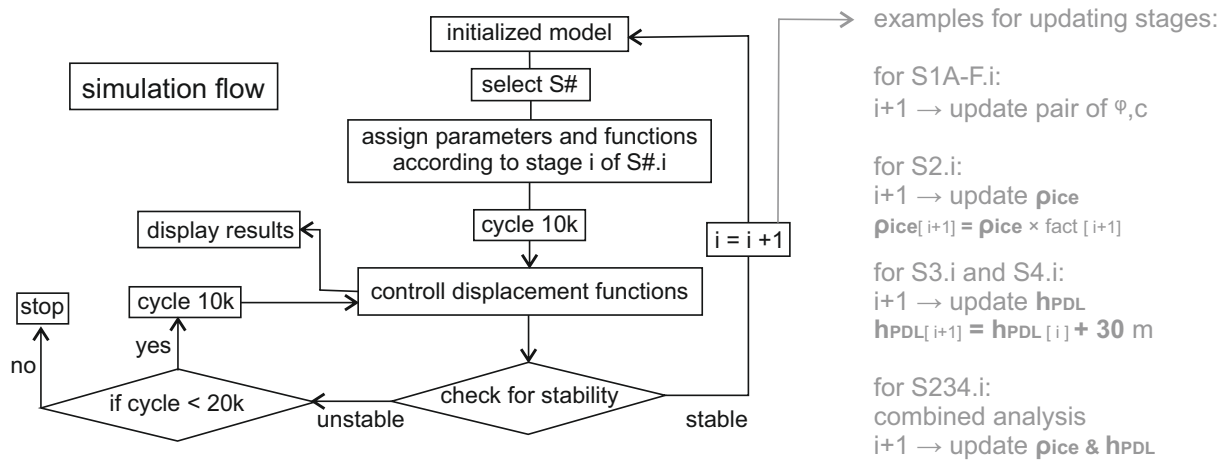 simulation flow
initialized model
select S#
assign parameters and functions
according to stage i of S#.i
cycle 10k
display results
controll displacement functions
i = i +1
stop
cycle 10k
yes
no
if cycle < 20k
unstable
check for stability
stable
examples for updating stages:
for S1A-F.i:
i+1 → update pair of φ,c
for S2.i:
i+1 → update ρice
ρice[ i+1] = ρice × fact [ i+1]
for S3.i and S4.i:
i+1 → update hPDL
hPDL[ i+1] = hPDL [ i ] + 30 m
for S234.i:
combined analysis
i+1 → update ρice & hPDL